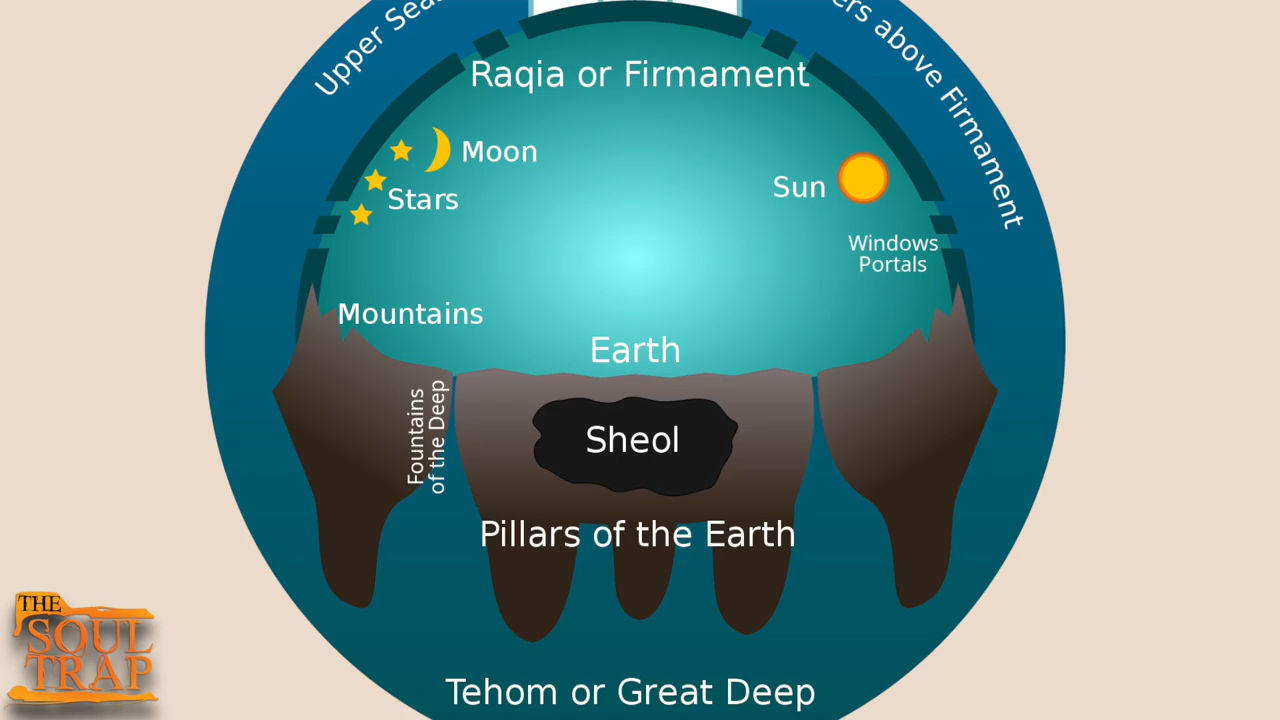 Upper Sea
ers above Firmament
Raqia or Firmament
Moon
Stars
Sun
Windows
Portals
Mountains
Earth
Fountains
of the Deep
Sheol
Pillars of the Earth
Tehom or Great Deep
THE
SOUL
TRAP